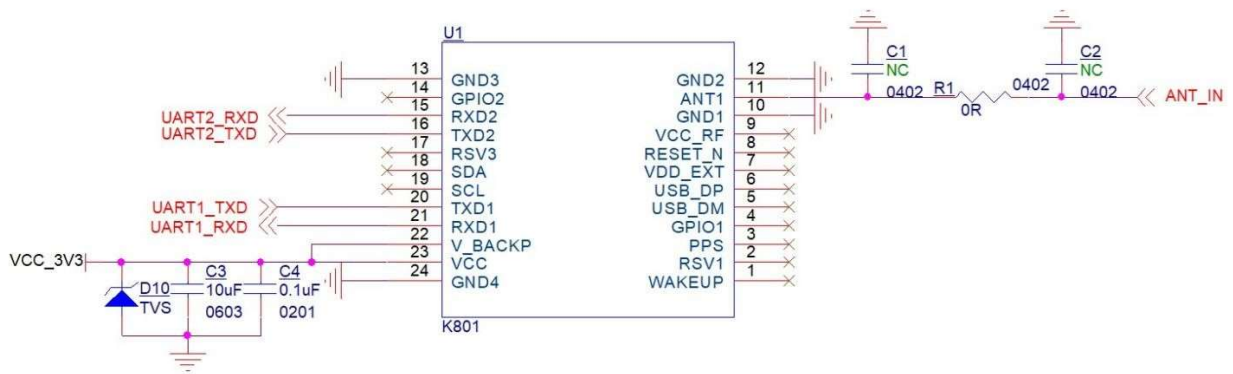 U1
13 GND3
14 GPIO2
UART2_RXD 15 RXD2
UART2_TXD 16 TXD2
17 RSV3
18 SDA
19 SCL
UART1_TXD 20 TXD1
UART1_RXD 21 RXD1
22 V_BACKP
VCC_3V3 23 VCC
24 GND4
D10
TVS
C3
10uF
0603
C4
0.1uF
0201
GND2 12
ANT1 11
GND1 10
VCC_RF 9
RESET_N 8
VDD_EXT 7
USB_DP 6
USB_DM 5
GPIO1 4
PPS 3
RSV1 2
WAKEUP 1
K801
C1
NC
0402
R1
0402
0R
C2
NC
0402
ANT_IN